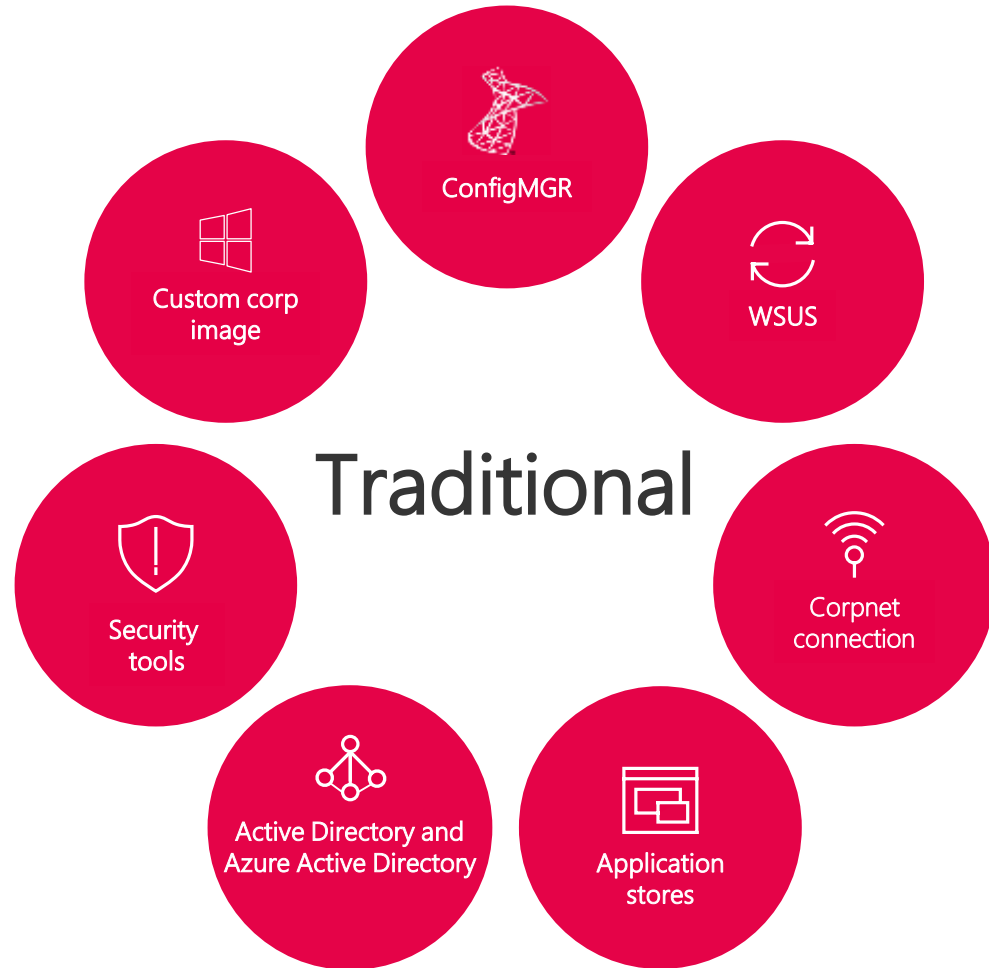 ConfigMGR
Custom corp
image
WSUS
Traditional
Security
tools
Corpnet
connection
Active Directory and
Azure Active Directory
Application
stores